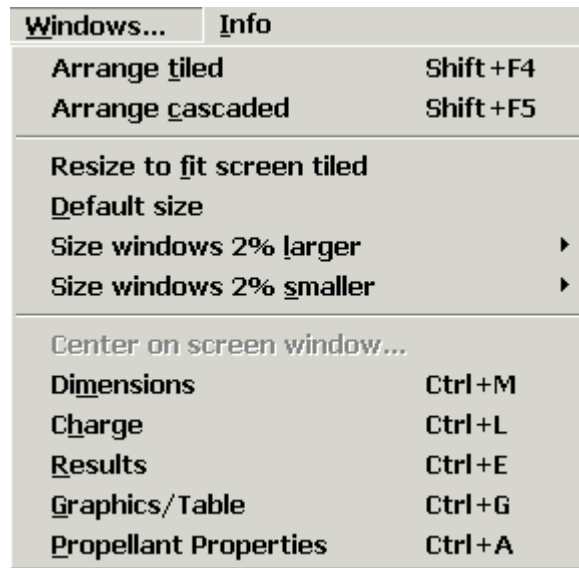 Windows... Info
Arrange tiled Shift+F4
Arrange cascaded Shift+F5
Resize to fit screen tiled
Default size
Size windows 2% larger
Size windows 2% smaller
Center on screen window...
Dimensions Ctrl+M
Charge Ctrl+L
Results Ctrl+E
Graphics/Table Ctrl+G
Propellant Properties Ctrl+A